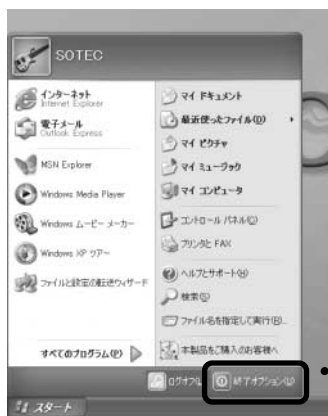 SOTEC
インターネット
Internet Explorer
電子メール
Outlook Express
MSN Explorer
Windows Media Player
Windows ムービー メーカー
Windows XP ツアー
ファイルと設定の転送ウィザード
すべてのプログラム(P)
マイ ドキュメント
最近使ったファイル(D)
マイ ピクチャ
マイ ミュージック
マイ コンピュータ
コントロール パネル(C)
プリンタと FAX
ヘルプとサポート(H)
検索(S)
ファイル名を指定して実行(R)...
本製品をご購入のお客様へ
ログオフ(L)
終了オプション(U)
スタート